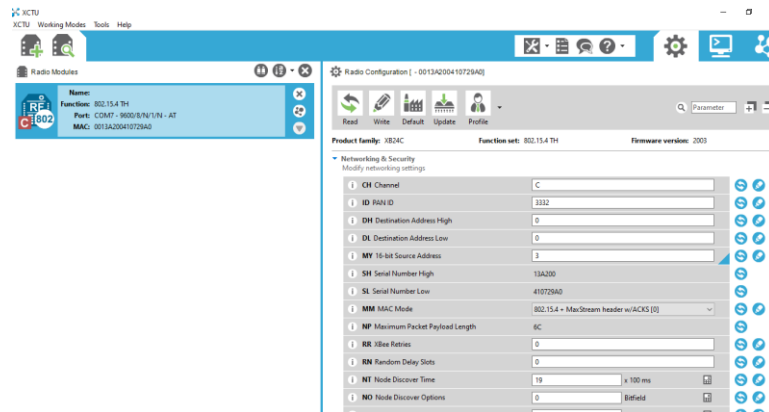 XCTU
XCTU Working Modes Tools Help
Radio Modules
Radio Configuration [ - 0013A200410729A0]
Name:
Function: 802.15.4 TH
Port: COM7 - 9600/8/N/1/N - AT
MAC: 0013A200410729A0
RF
C 802
Read Write Default Update Profile
Parameter
Product family: XB24C Function set: 802.15.4 TH Firmware version: 2003
Networking & Security
Modify networking settings
i CH Channel C
i ID PAN ID 3332
i DH Destination Address High 0
i DL Destination Address Low 0
i MY 16-bit Source Address 3
i SH Serial Number High 13A200
i SL Serial Number Low 410729A0
i MM MAC Mode 802.15.4 + MaxStream header w/ACKS [0]
i NP Maximum Packet Payload Length 6C
i RR XBee Retries 0
i RN Random Delay Slots 0
i NT Node Discover Time 19 x 100 ms
i NO Node Discover Options 0 Bitfield